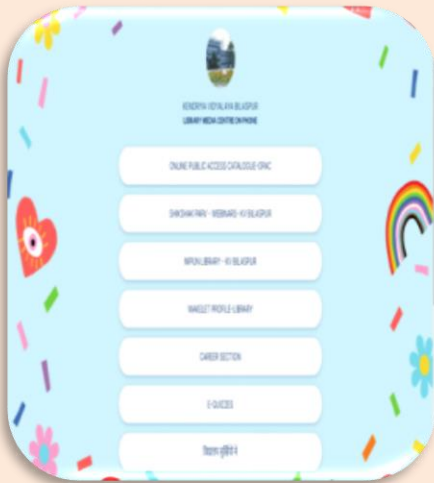 KENDRIYA VIDYALAYA BILASPUR
LIBRARY MEDIA CENTRE ON PHONE
ONLINE PUBLIC ACCESS CATALOGUE-OPAC
SHIKSHAK PARV - WEBINARS - KV BILASPUR
NIPUN LIBRARY - KV BILASPUR
WAKELET PROFILE-LIBRARY
CAREER SECTION
E-QUIZZES
विद्यालय